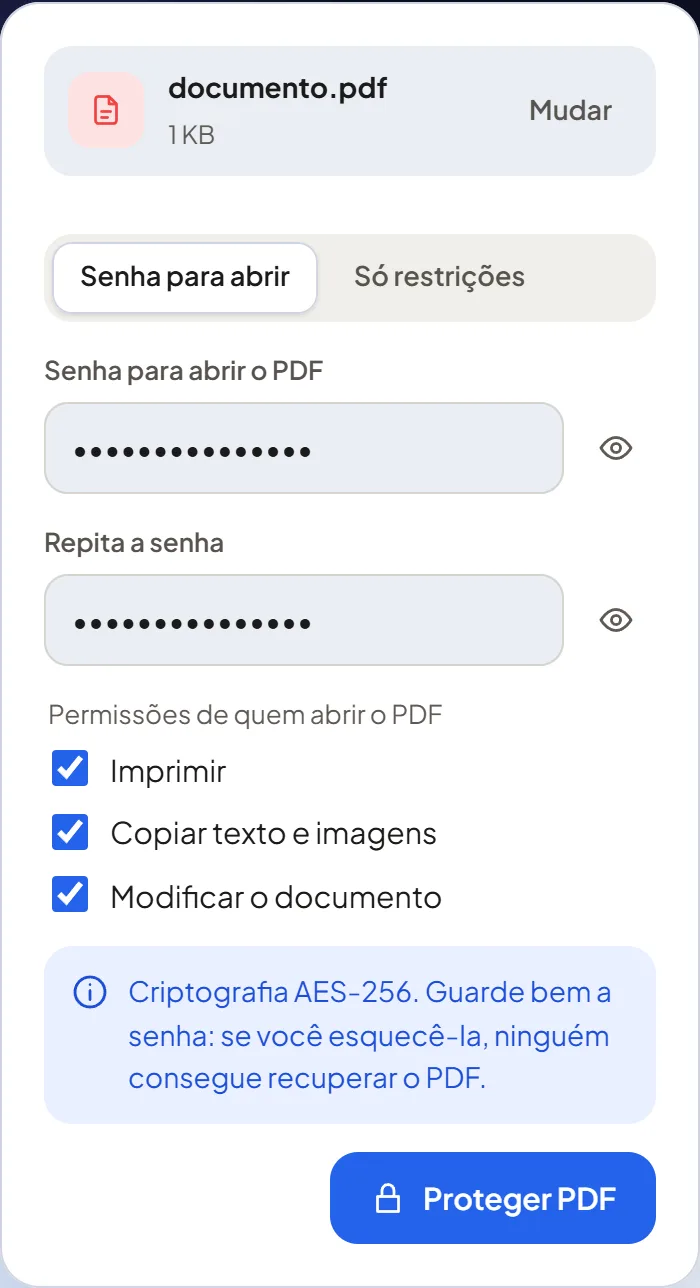 documento.pdf
1 KB
Mudar
Senha para abrir
Só restrições
Senha para abrir o PDF
•••••••••••••••
Repita a senha
•••••••••••••••
Permissões de quem abrir o PDF
Imprimir
Copiar texto e imagens
Modificar o documento
Criptografia AES-256. Guarde bem a
senha: se você esquecê-la, ninguém
consegue recuperar o PDF.
Proteger PDF